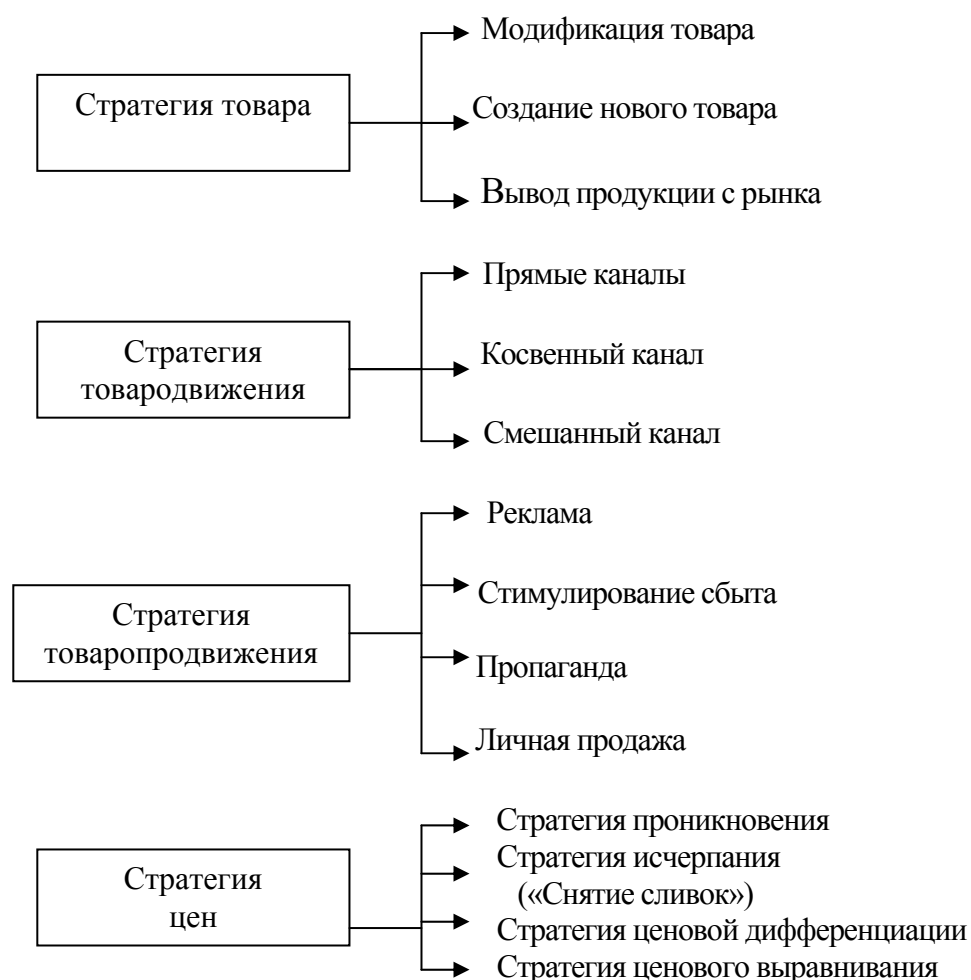 Стратегия товара
Модификация товара
Создание нового товара
Вывод продукции с рынка
Стратегия
товародвижения
Прямые каналы
Косвенный канал
Смешанный канал
Стратегия
товаропродвижения
Реклама
Стимулирование сбыта
Пропаганда
Личная продажа
Стратегия
цен
Стратегия проникновения
Стратегия исчерпания
(«Снятие сливок»)
Стратегия ценовой дифференциации
Стратегия ценового выравнивания